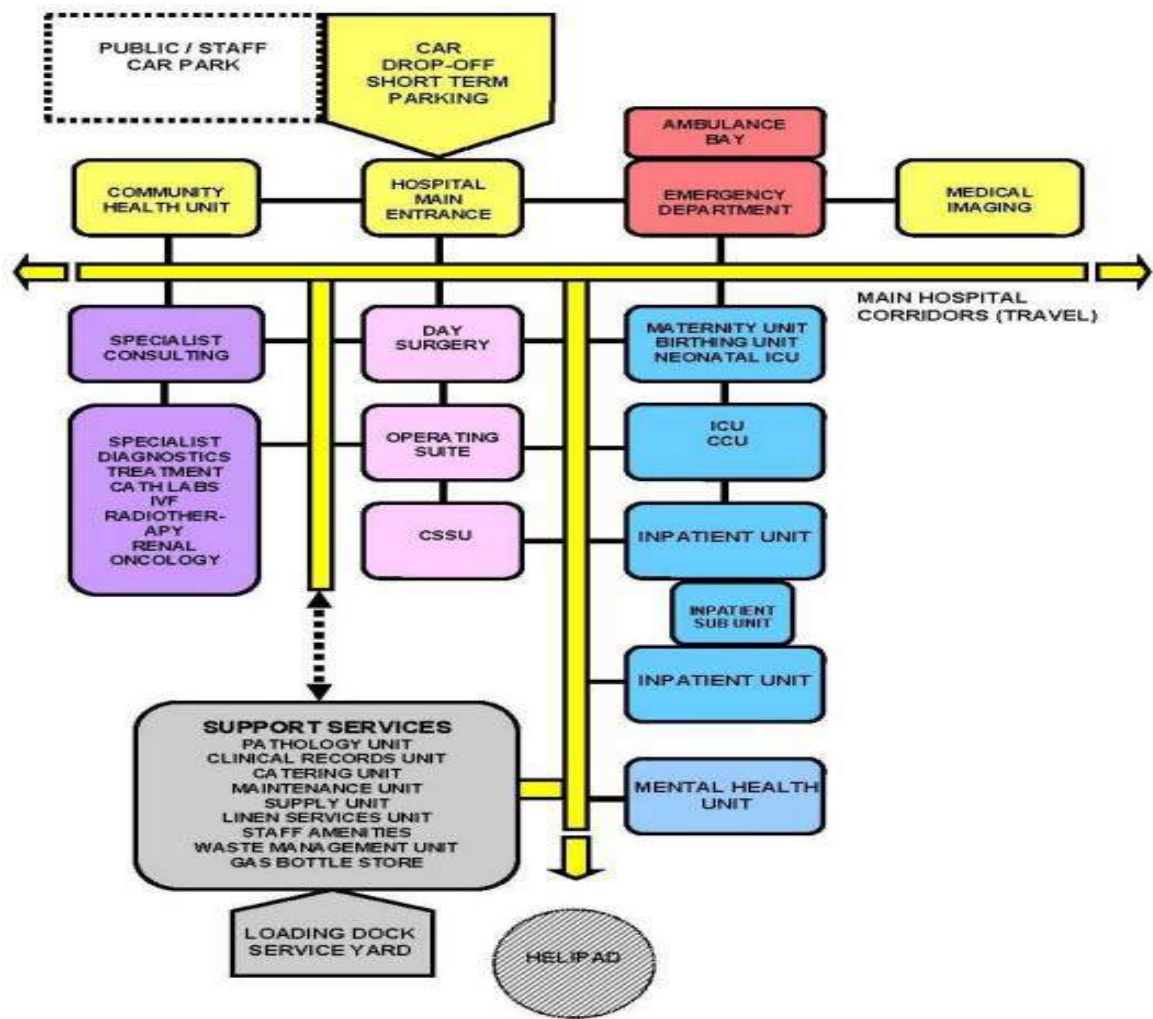 PUBLIC / STAFF
CAR PARK
CAR
DROP-OFF
SHORT TERM
PARKING
AMBULANCE
BAY
COMMUNITY
HEALTH UNIT
HOSPITAL
MAIN
ENTRANCE
EMERGENCY
DEPARTMENT
MEDICAL
IMAGING
MAIN HOSPITAL
CORRIDORS (TRAVEL)
SPECIALIST
CONSULTING
DAY
SURGERY
MATERNITY UNIT
BIRTHING UNIT
NEONATAL ICU
SPECIALIST
DIAGNOSTICS
TREATMENT
CATH LABS
IVF
RADIOTHER-
APY
RENAL
ONCOLOGY
OPERATING
SUITE
ICU
CCU
CSSU
INPATIENT UNIT
INPATIENT
SUB UNIT
INPATIENT UNIT
SUPPORT SERVICES
PATHOLOGY UNIT
CLINICAL RECORDS UNIT
CATERING UNIT
MAINTENANCE UNIT
SUPPLY UNIT
LINEN SERVICES UNIT
STAFF AMENITIES
WASTE MANAGEMENT UNIT
GAS BOTTLE STORE
MENTAL HEALTH
UNIT
LOADING DOCK
SERVICE YARD
HELIPAD